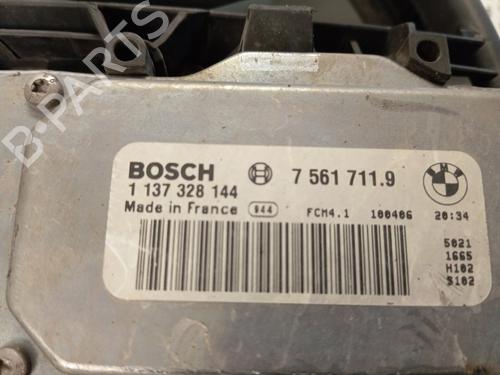 B-PARTS
BOSCH 7 561 711.9 BMW
1 137 328 144
Made in France 944 FCM4.1 100406 20:34
5021
1665
H102
S102